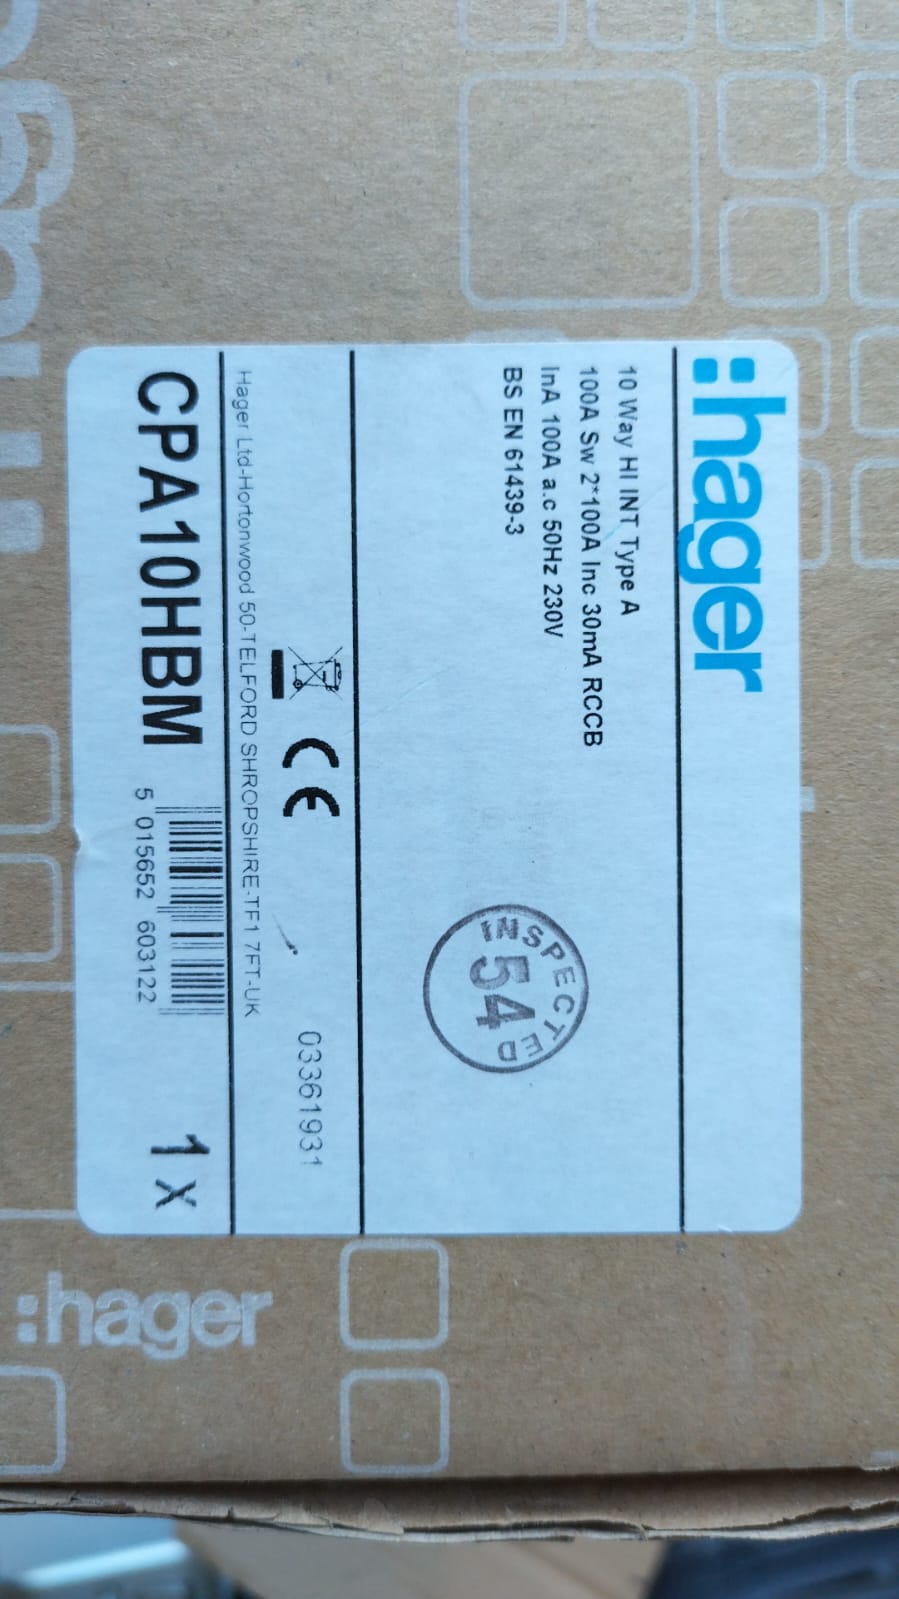 :hager
10 Way HI INT Type A
100A Sw 2*100A Inc 30mA RCCB
InA 100A a.c 50Hz 230V
BS EN 61439-3
INSPECTED
54
CE
03361931
Hager Ltd-Hortonwood 50-TELFORD SHROPSHIRE-TF1 7FT-UK
CPA10HBM
5 015652 603122
1 x
:hager